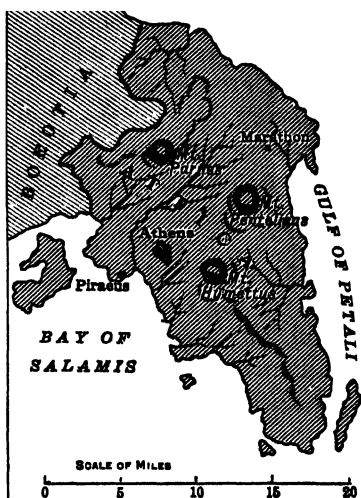 BOEOTIA
Marathon
Mt.
Parnes
Mt.
Pentelicus
ATTICA
Athens
Mt.
Hymettus
Piraeus
GULF OF PETALI
BAY OF
SALAMIS
SCALE OF MILES
0 5 10 15 20